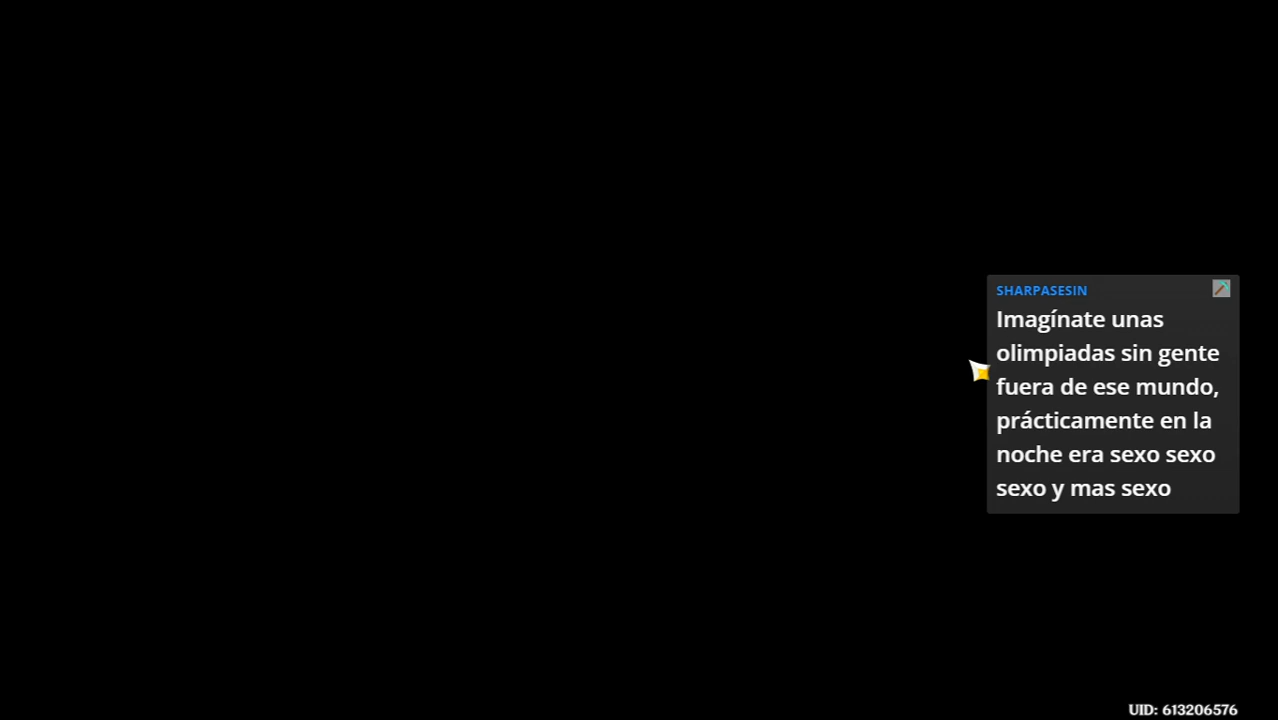 SHARPASESIN
Imagínate unas
olimpiadas sin gente
fuera de ese mundo,
prácticamente en la
noche era sexo sexo
sexo y mas sexo
UID: 613206576